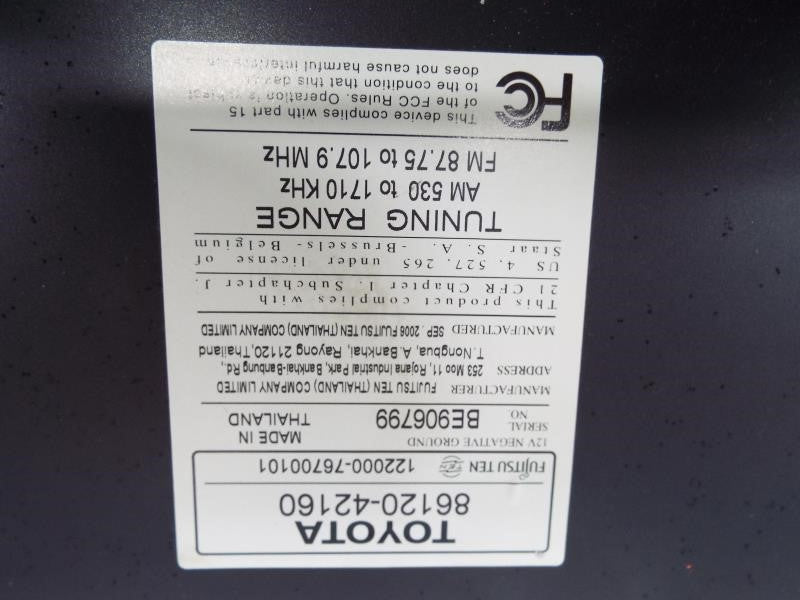 TOYOTA
86120-42160
FUJITSU TEN TEN 122000-76700101
12V NEGATIVE GROUND MADE IN
SERIAL NO. BE906799 THAILAND
MANUFACTURER FUJITSU TEN (THAILAND) COMPANY LIMITED
ADDRESS 253 Moo 11, Rojana Industrial Park, Bankhai-Banbung Rd,
T. Nongbua, A. Bankhai, Rayong 21120, Thailand
MANUFACTURED SEP. 2006 FUJITSU TEN (THAILAND) COMPANY LIMITED
This product complies with
21 CFR Chapter I. Subchapter J.
US 4. 527. 265 under license of
Staar S. A. -Brussels- Belgium
TUNING RANGE
AM 530 to 1710 KHz
FM 87.75 to 107.9 MHz
FC
This device complies with part 15
of the FCC Rules. Operation is subject
to the condition that this device
does not cause harmful